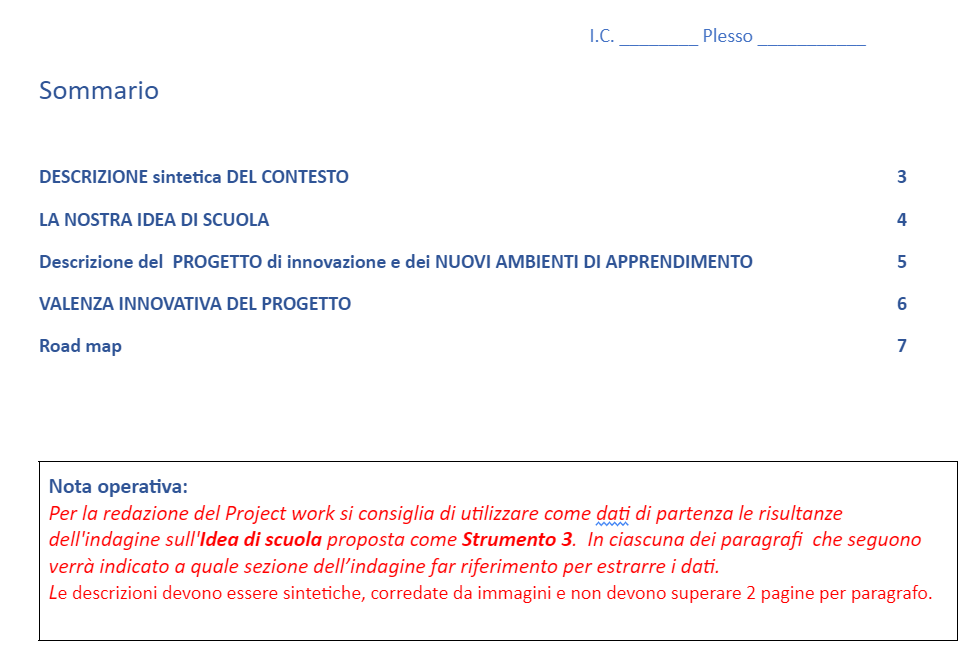 I.C. ________ Plesso ___________
Sommario
DESCRIZIONE sintetica DEL CONTESTO 3
LA NOSTRA IDEA DI SCUOLA 4
Descrizione del  PROGETTO di innovazione e dei NUOVI AMBIENTI DI APPRENDIMENTO 5
VALENZA INNOVATIVA DEL PROGETTO 6
Road map 7
Nota operativa:
Per la redazione del Project work si consiglia di utilizzare come dati di partenza le risultanze
dell'indagine sull'Idea di scuola proposta come Strumento 3.  In ciascuna dei paragrafi  che seguono
verrà indicato a quale sezione dell’indagine far riferimento per estrarre i dati.
Le descrizioni devono essere sintetiche, corredate da immagini e non devono superare 2 pagine per paragrafo.